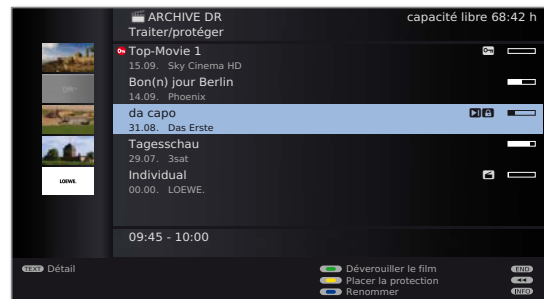 ARCHIVE DR
capacité libre 68:42 h
Traiter/protéger
Top-Movie 1
15.09. Sky Cinema HD
Bon(n) jour Berlin
14.09. Phoenix
DR+
da capo
31.08. Das Erste
Tagesschau
29.07. 3sat
Individual
00.00. LOEWE.
LOEWE.
09:45 - 10:00
TEXT Détail
Déverouiller le film
END
Placer la protection
Renommer
INFO